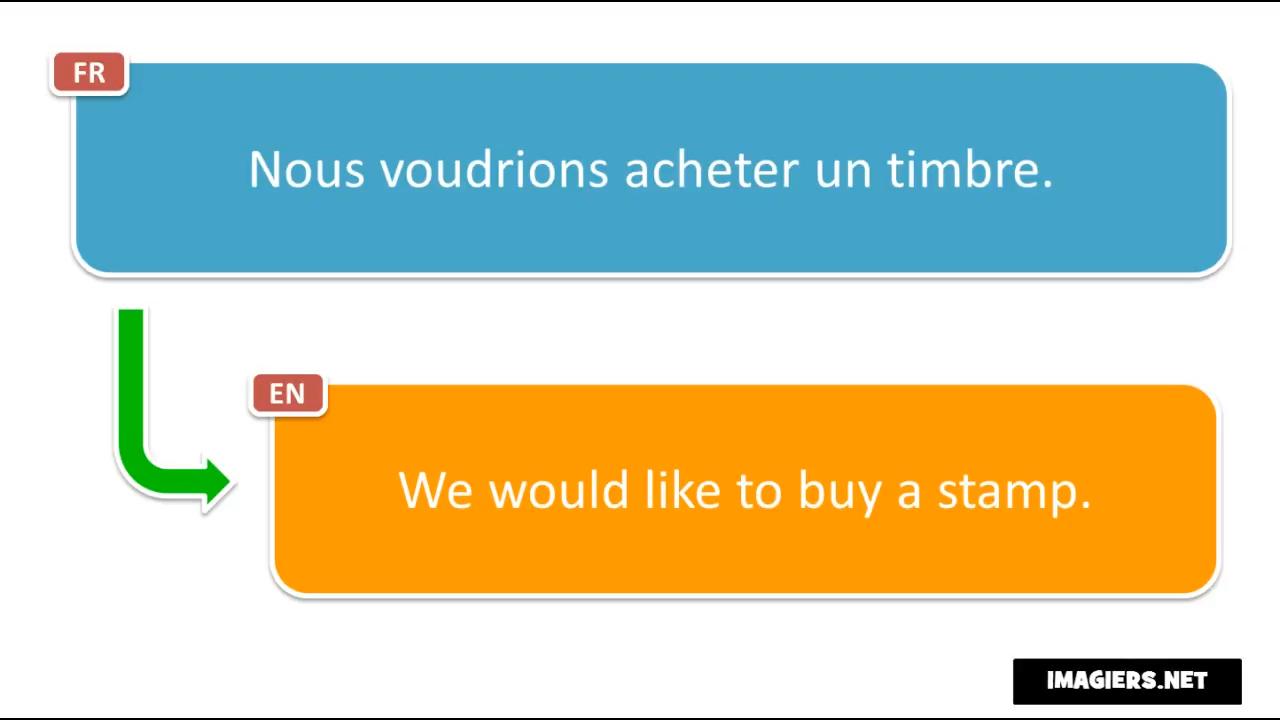 FR
Nous voudrions acheter un timbre.
EN
We would like to buy a stamp.
IMAGIERS.NET